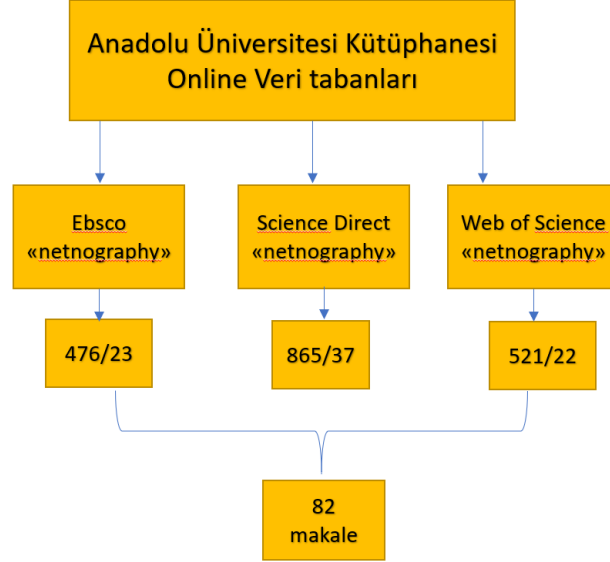 Anadolu Üniversitesi Kütüphanesi
Online Veri tabanları
Ebsco
«netnography»
Science Direct
«netnography»
Web of Science
«netnography»
476/23
865/37
521/22
82
makale